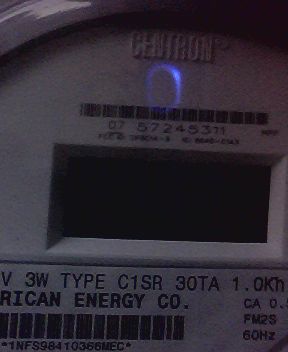 CENTRON
07 57245311
V 3W TYPE C1SR 30TA 1.0Kh
RICAN ENERGY CO.
CA 0.
FM2S
*1NFS98410366MEC*
60Hz